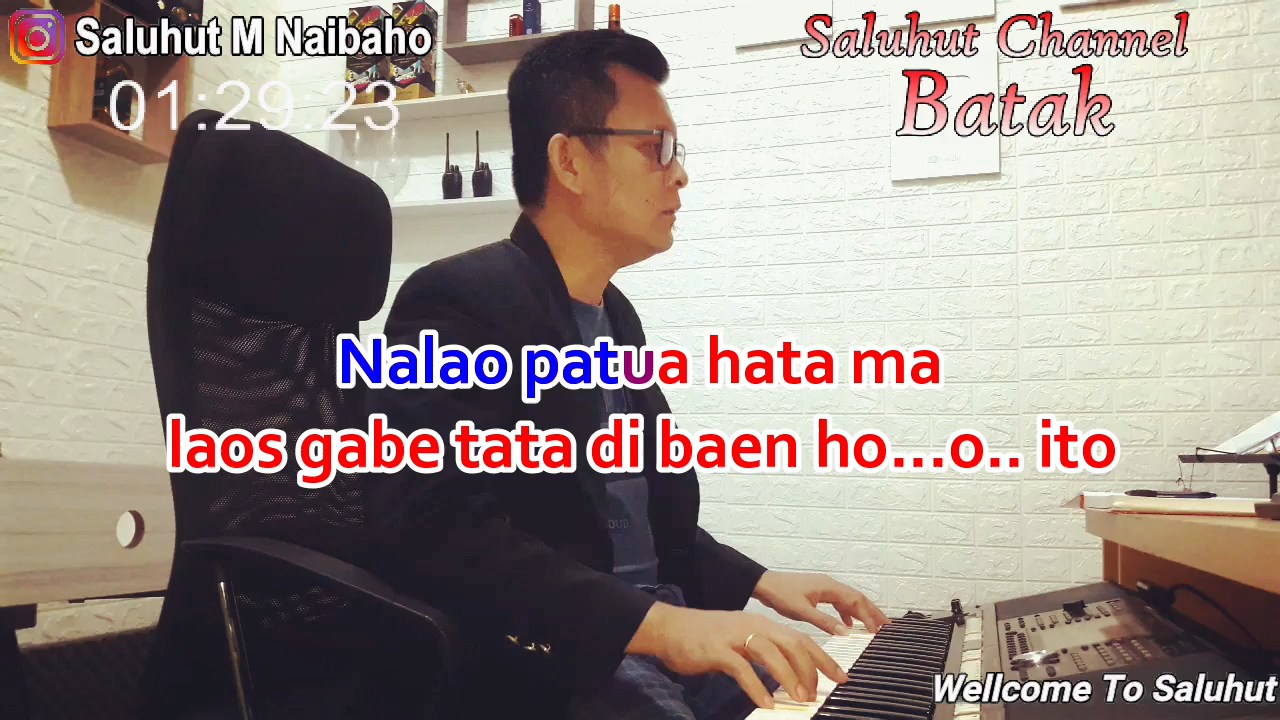 Saluhut M Naibaho
01:29:23
Saluhut Channel
Batak
Nalao patua hata ma
laos gabe tata di baen ho...o.. ito
Wellcome To Saluhut